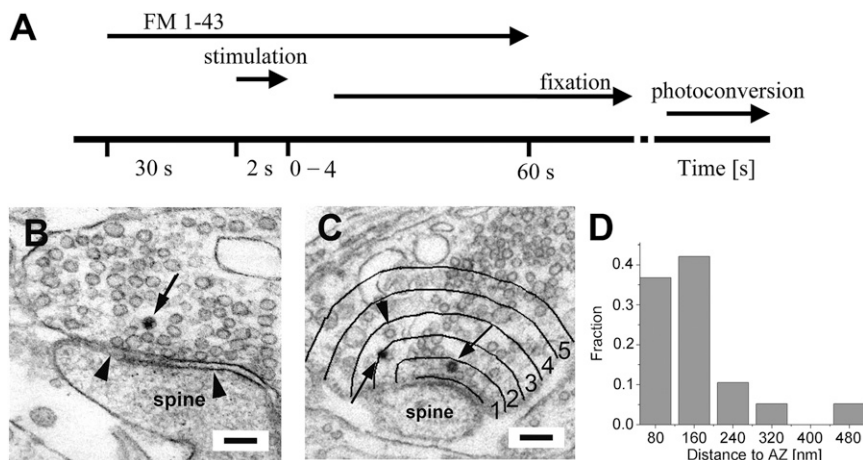 A
FM 1-43
stimulation
fixation
photoconversion
30 s
2 s
0 – 4
60 s
Time [s]
B
spine
C
1 2 3 4 5
spine
D
Fraction
0.4
0.3
0.2
0.1
0.0
80 160 240 320 400 480
Distance to AZ [nm]